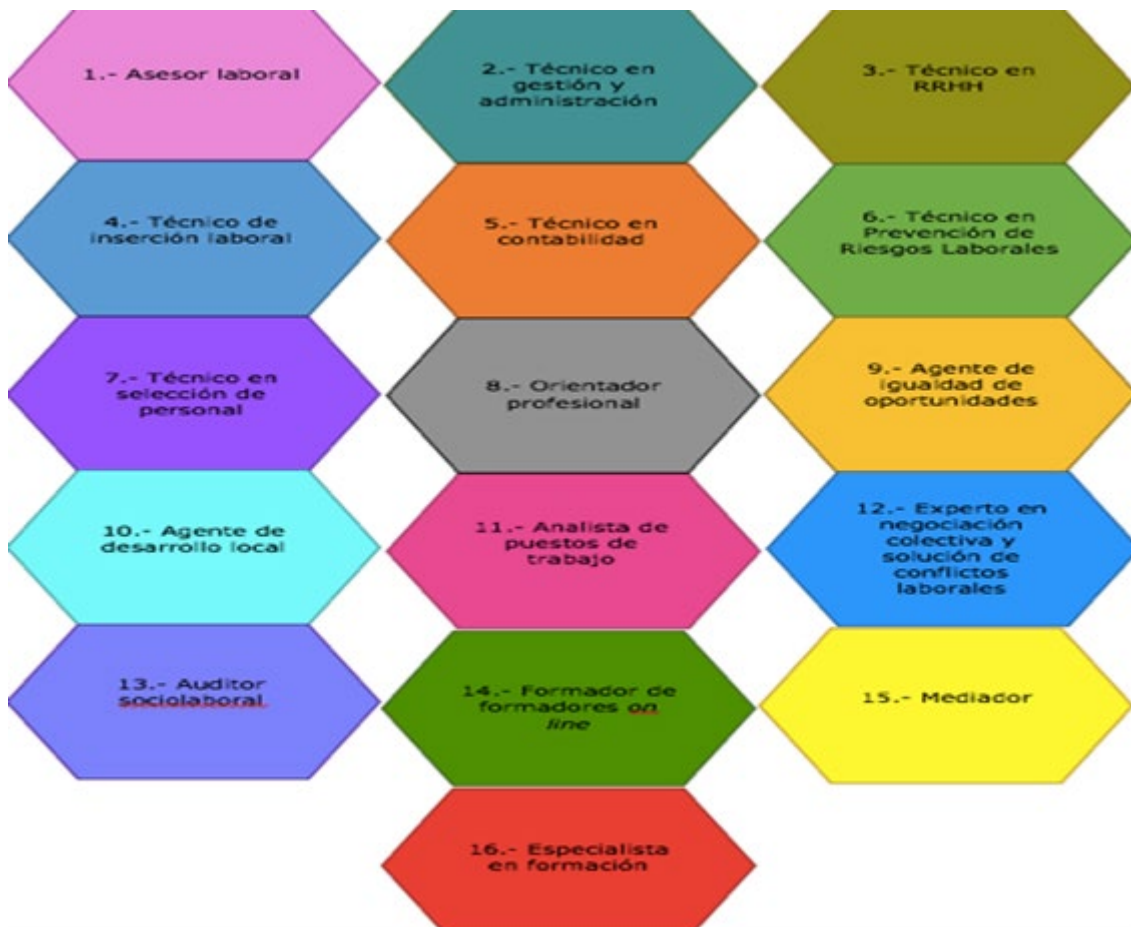 1.- Asesor laboral
2.- Técnico en
gestión y
administración
3.- Técnico en
RRHH
4.- Técnico de
inserción laboral
5.- Técnico en
contabilidad
6.- Técnico en
Prevención de
Riesgos Laborales
7.- Técnico en
selección de
personal
8.- Orientador
profesional
9.- Agente de
igualdad de
oportunidades
10.- Agente de
desarrollo local
11.- Analista de
puestos de
trabajo
12.- Experto en
negociación
colectiva y
solución de
conflictos
laborales
13.- Auditor
sociolaboral
14.- Formador de
formadores on
line
15.- Mediador
16.- Especialista
en formación